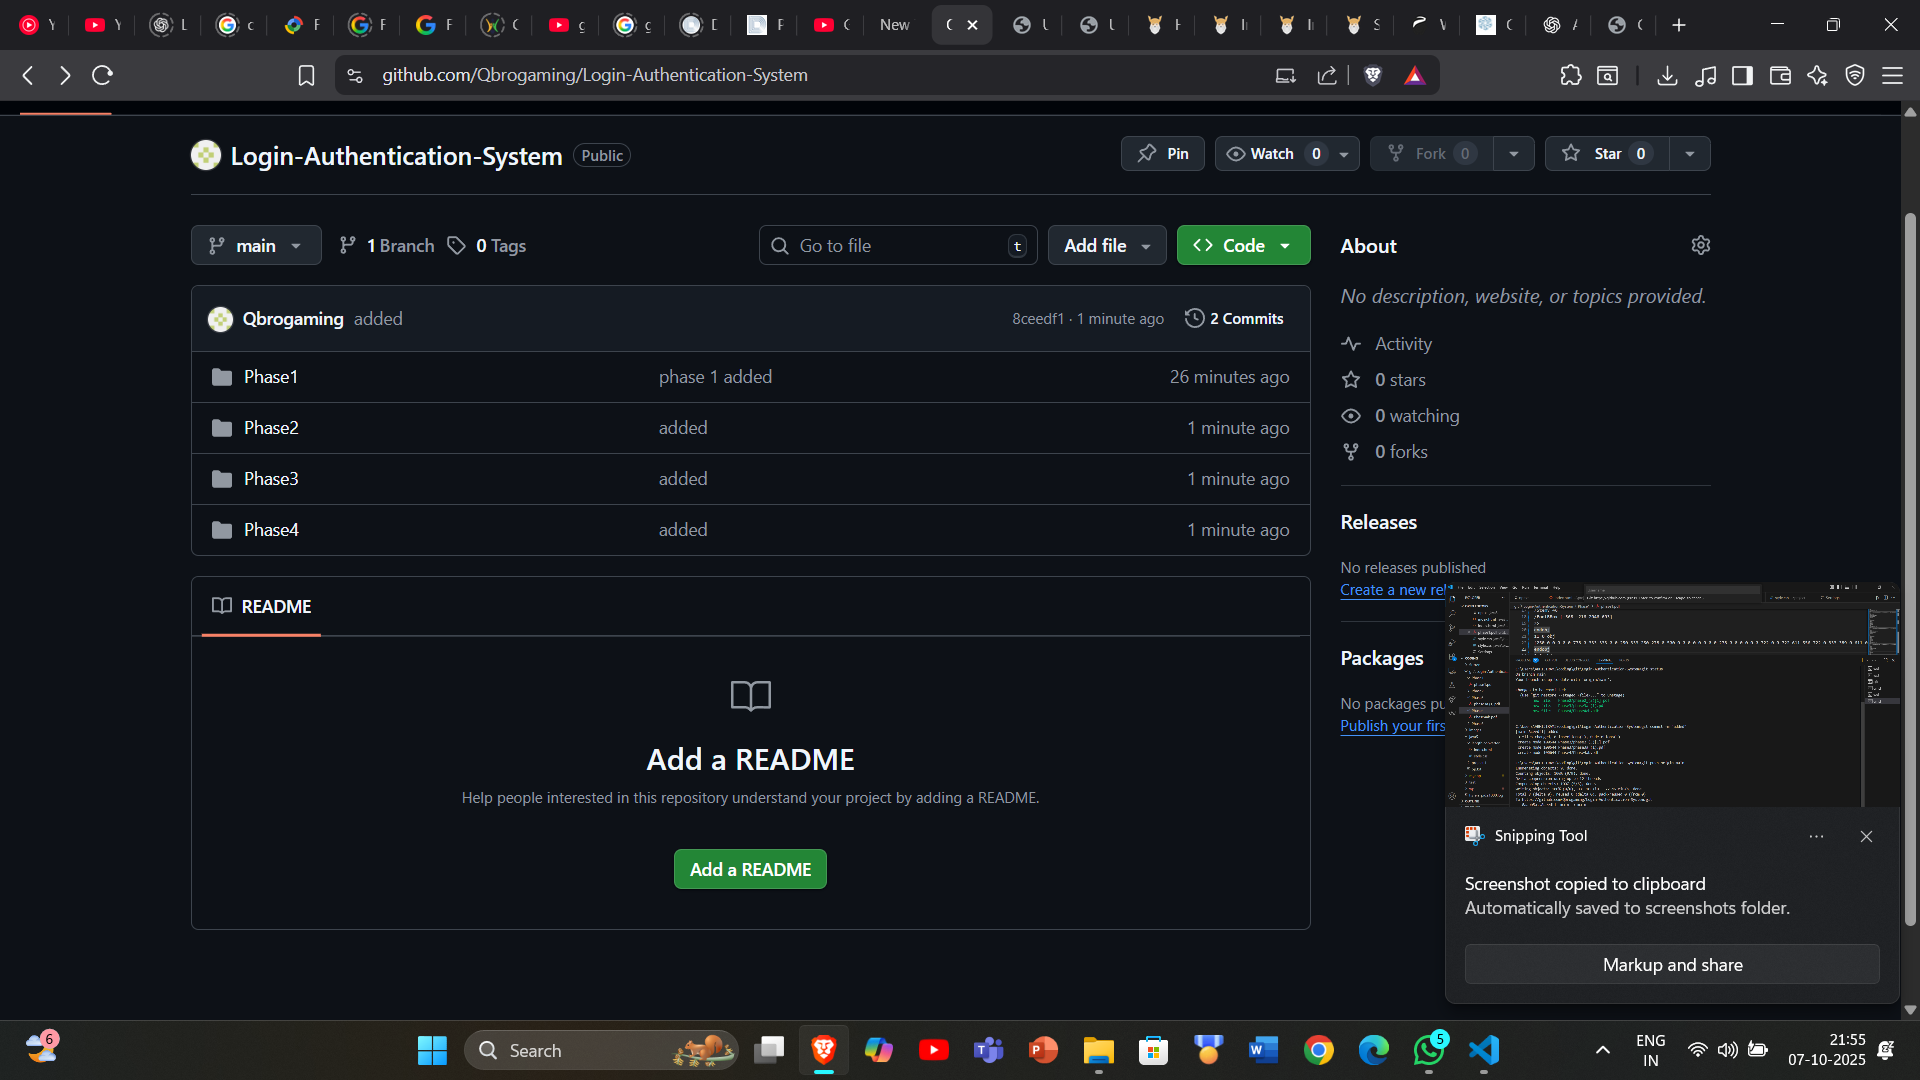 New
github.com/Qbrogaming/Login-Authentication-System
Login-Authentication-System Public
Pin
Watch 0
Fork 0
Star 0
main
1 Branch
0 Tags
Go to file t
Add file
Code
About
No description, website, or topics provided.
Qbrogaming added
8ceedf1 · 1 minute ago
2 Commits
Phase1 phase 1 added 26 minutes ago
Phase2 added 1 minute ago
Phase3 added 1 minute ago
Phase4 added 1 minute ago
Activity
0 stars
0 watching
0 forks
Releases
No releases published
Create a new rel
Packages
No packages pu
Publish your firs
README
Add a README
Help people interested in this repository understand your project by adding a README.
Add a README
Snipping Tool
Screenshot copied to clipboard
Automatically saved to screenshots folder.
Markup and share
6
Search
5
ENG
IN
21:55
07-10-2025